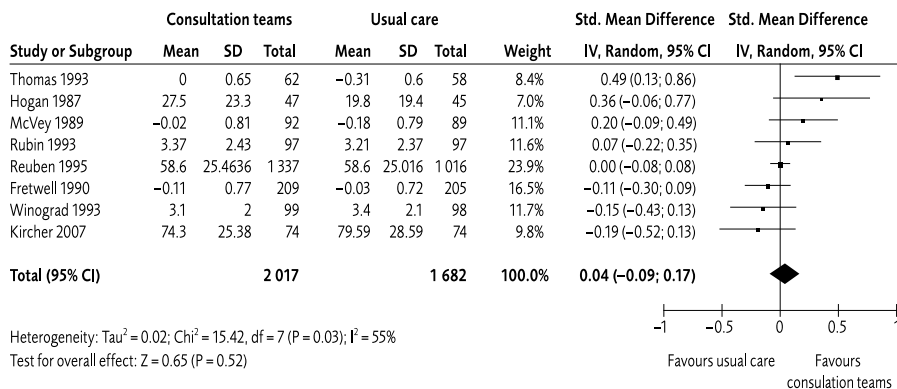 Consultation teams Usual care Std. Mean Difference Std. Mean Difference
Study or Subgroup Mean SD Total Mean SD Total Weight IV, Random, 95% CI IV, Random, 95% CI
Thomas 1993 0 0.65 62 −0.31 0.6 58 8.4% 0.49 (0.13; 0.86)
Hogan 1987 27.5 23.3 47 19.8 19.4 45 7.0% 0.36 (−0.06; 0.77)
McVey 1989 −0.02 0.81 92 −0.18 0.79 89 11.1% 0.20 (−0.09; 0.49)
Rubin 1993 3.37 2.43 97 3.21 2.37 97 11.6% 0.07 (−0.22; 0.35)
Reuben 1995 58.6 25.4636 1 337 58.6 25.016 1 016 23.9% 0.00 (−0.08; 0.08)
Fretwell 1990 −0.11 0.77 209 −0.03 0.72 205 16.5% −0.11 (−0.30; 0.09)
Winograd 1993 3.1 2 99 3.4 2.1 98 11.7% −0.15 (−0.43; 0.13)
Kircher 2007 74.3 25.38 74 79.59 28.59 74 9.8% −0.19 (−0.52; 0.13)
Total (95% CI) 2 017 1 682 100.0% 0.04 (−0.09; 0.17)
Heterogeneity: Tau² = 0.02; Chi² = 15.42, df = 7 (P = 0.03); I² = 55%
Test for overall effect: Z = 0.65 (P = 0.52)
−1 −0.5 0 0.5 1
Favours usual care Favours
consulation teams